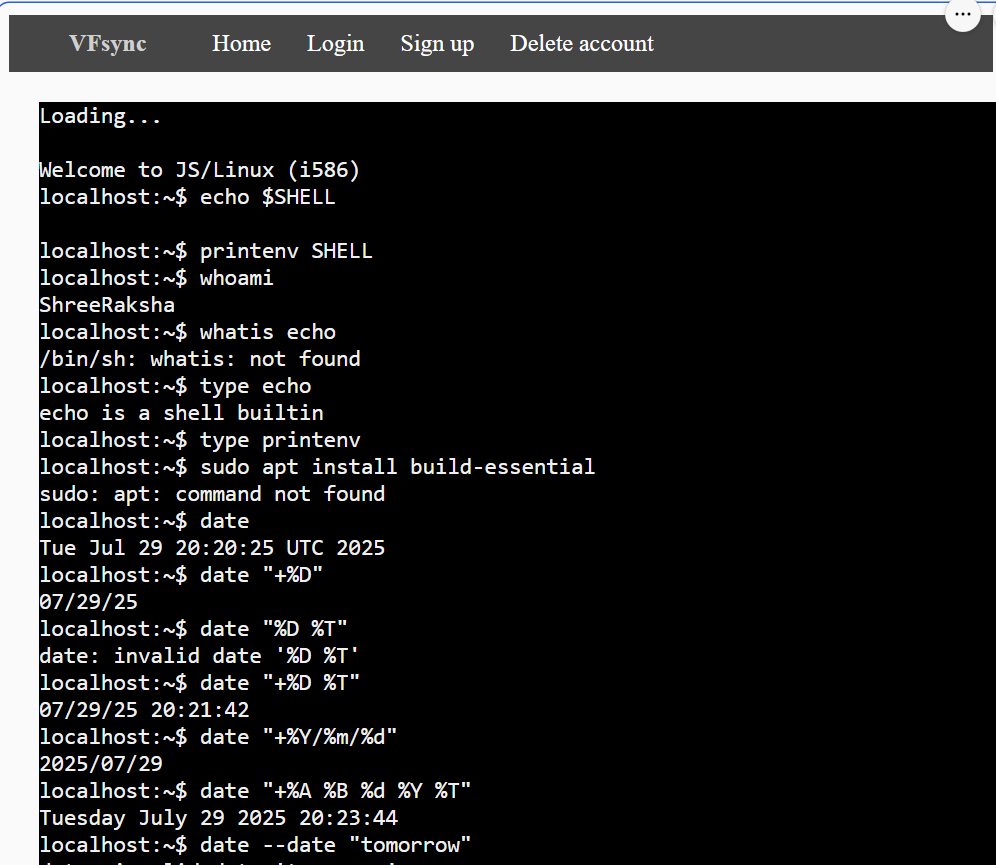 VFsync Home Login Sign up Delete account
Loading...
Welcome to JS/Linux (i586)
localhost:~$ echo $SHELL
localhost:~$ printenv SHELL
localhost:~$ whoami
ShreeRaksha
localhost:~$ whatis echo
/bin/sh: whatis: not found
localhost:~$ type echo
echo is a shell builtin
localhost:~$ type printenv
localhost:~$ sudo apt install build-essential
sudo: apt: command not found
localhost:~$ date
Tue Jul 29 20:20:25 UTC 2025
localhost:~$ date "+%D"
07/29/25
localhost:~$ date "%D %T"
date: invalid date '%D %T'
localhost:~$ date "+%D %T"
07/29/25 20:21:42
localhost:~$ date "+%Y/%m/%d"
2025/07/29
localhost:~$ date "+%A %B %d %Y %T"
Tuesday July 29 2025 20:23:44
localhost:~$ date --date "tomorrow"